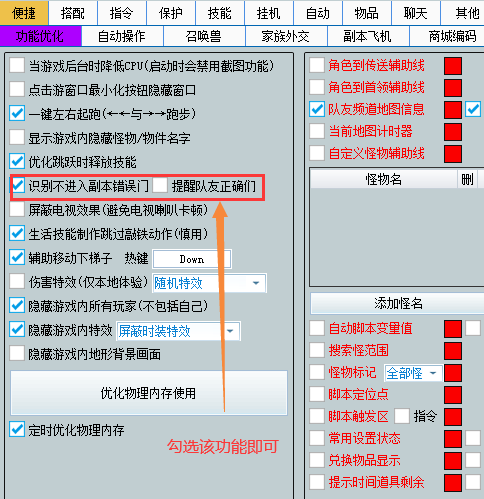 便捷 搭配 指令 保护 技能 挂机 自动 物品 聊天 其他
功能优化 自动操作 召唤兽 家族外交 副本飞机 商城编码
当游戏后台时降低CPU(启动时会禁用截图功能)
点击游窗口最小化按钮隐藏窗口
一键左右起跑(←←与→→跑步)
显示游戏内隐藏怪物/物件名字
优化跳跃时释放技能
识别不进入副本错误门 提醒队友正确们
屏蔽电视效果(避免电视喇叭卡顿)
生活技能制作跳过敲铁动作(慎用)
辅助移动下梯子 热键 Down
伤害特效(仅本地体验) 随机特效
隐藏游戏内所有玩家(不包括自己)
隐藏游戏内特效 屏蔽时装特效
隐藏游戏内地形背景画面
优化物理内存使用
定时优化物理内存
勾选该功能即可
角色到传送辅助线
角色到首领辅助线
队友频道地图信息
当前地图计时器
自定义怪物辅助线
怪物名 删
添加怪名
自动脚本变量值
搜索怪范围
怪物标记 全部怪
脚本定位点
脚本触发区 指令
常用设置状态
兑换物品显示
提示时间道具剩余